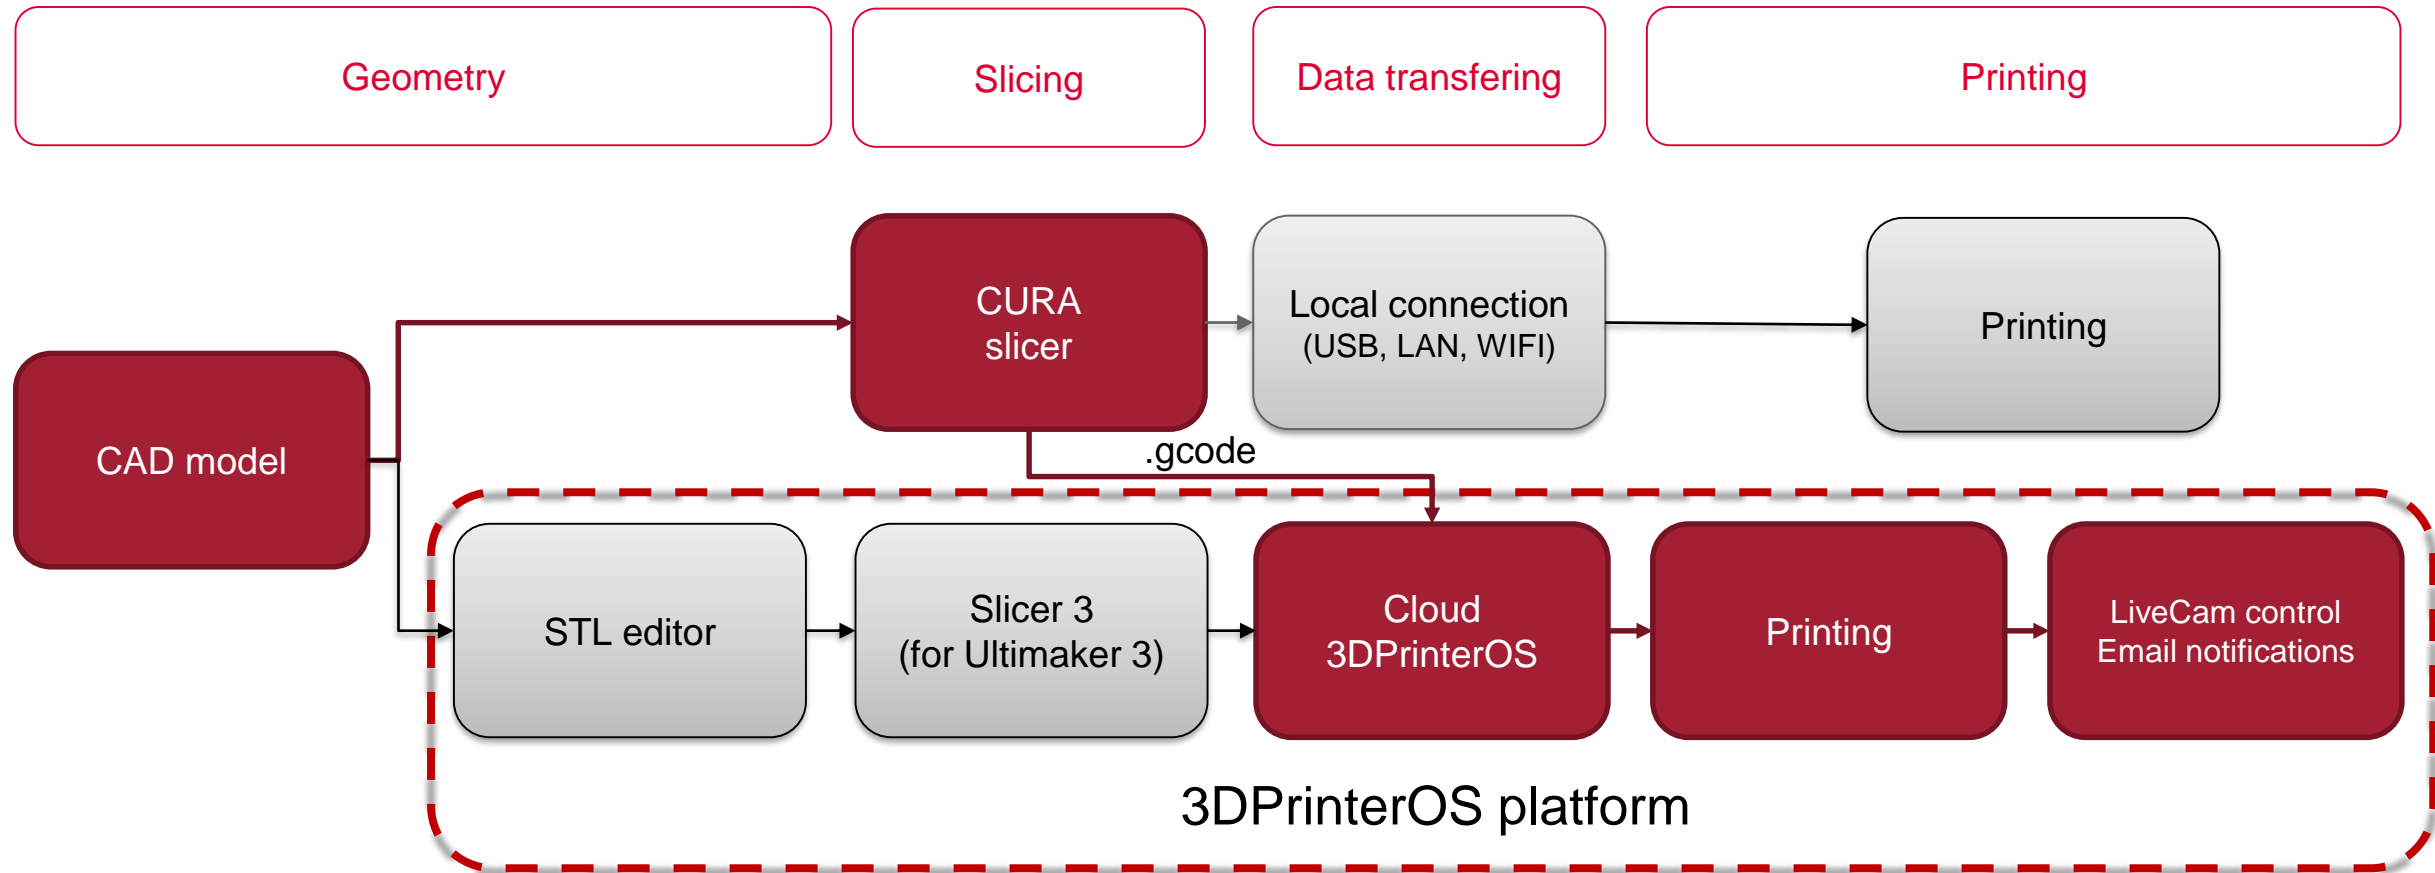 Geometry
Slicing
Data transfering
Printing
CURA
slicer
Local connection
(USB, LAN, WIFI)
Printing
CAD model
.gcode
STL editor
Slicer 3
(for Ultimaker 3)
Cloud
3DPrinterOS
Printing
LiveCam control
Email notifications
3DPrinterOS platform